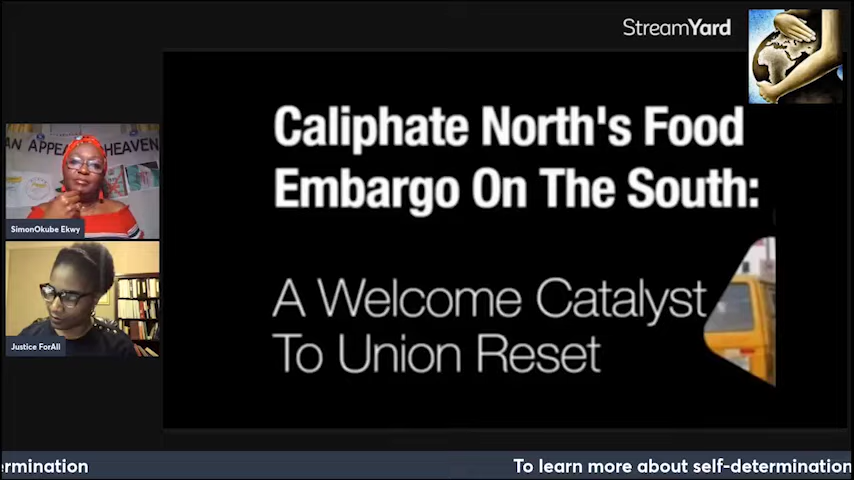 StreamYard
Caliphate North's Food
Embargo On The South:
A Welcome Catalyst
To Union Reset
AN APPEA HEAVEN
SimonOkube Ekwy
Justice ForAll
ermination
To learn more about self-determination